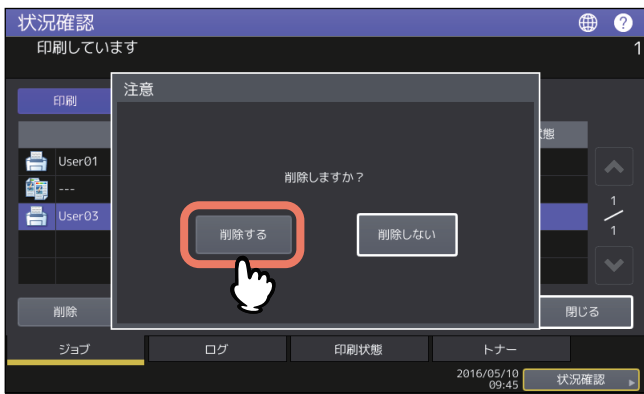 状況確認
?
印刷しています 1
印刷
注意
状態
User01
---
User03
削除しますか？
削除する
削除しない
1
1
削除
閉じる
ジョブ
ログ
印刷状態
トナー
2016/05/10
09:45
状況確認